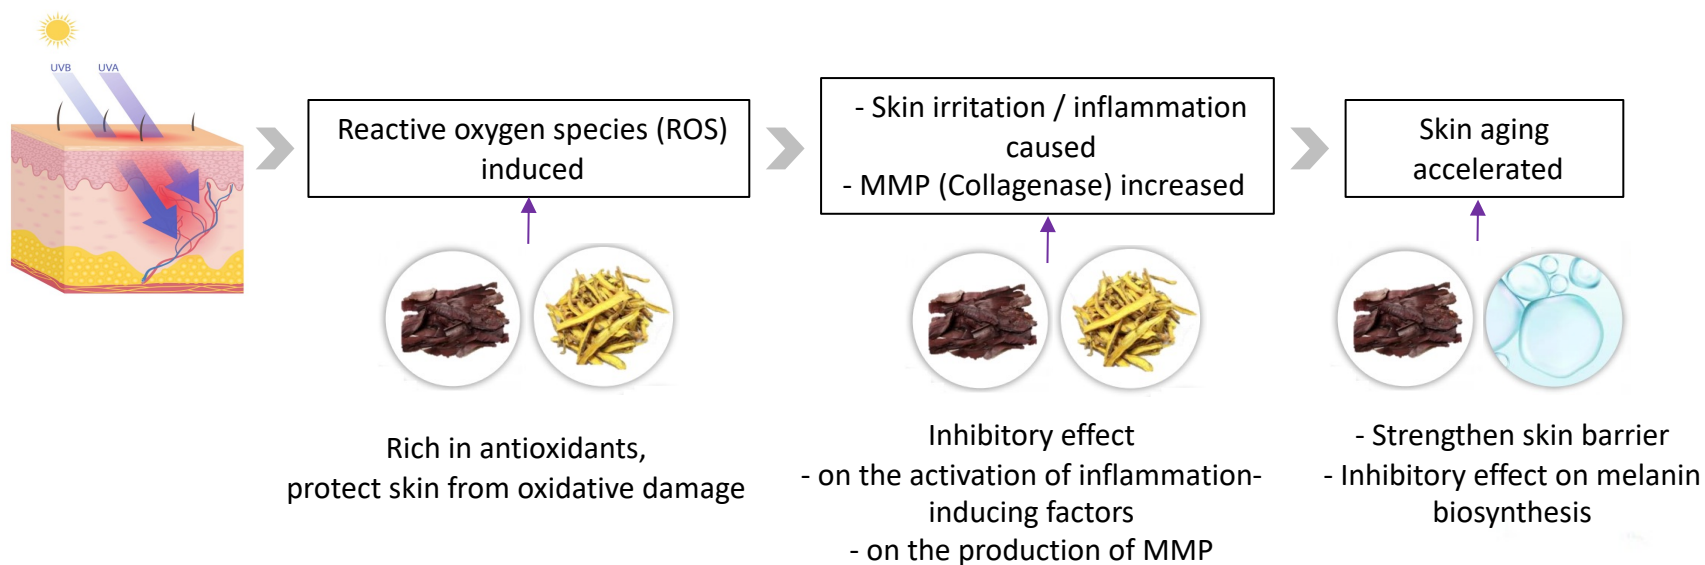 UVB UVA
Reactive oxygen species (ROS)
induced
- Skin irritation / inflammation
caused
- MMP (Collagenase) increased
Skin aging
accelerated
Rich in antioxidants,
protect skin from oxidative damage
Inhibitory effect
- on the activation of inflammation-
inducing factors
- on the production of MMP
- Strengthen skin barrier
- Inhibitory effect on melanin
biosynthesis